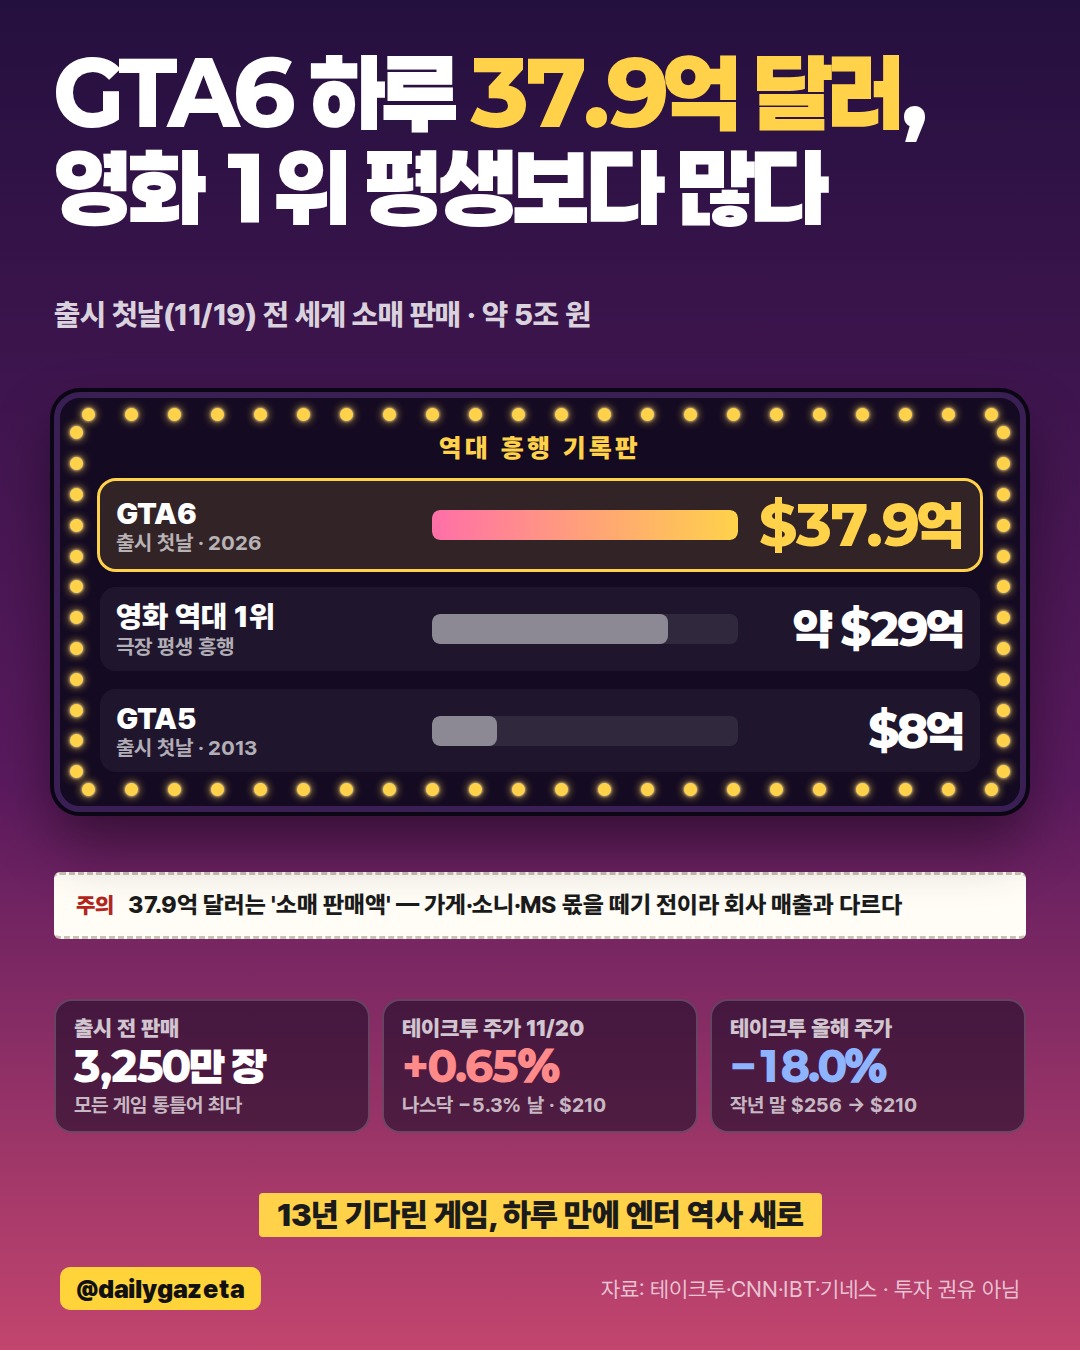 GTA6 하루 37.9억 달러,
영화 1위 평생보다 많다
출시 첫날(11/19) 전 세계 소매 판매 · 약 5조 원
역대 흥행 기록판
GTA6
출시 첫날 · 2026
$37.9억
영화 역대 1위
극장 평생 흥행
약 $29억
GTA5
출시 첫날 · 2013
$8억
주의 37.9억 달러는 '소매 판매액' — 가게·소니·MS 몫을 떼기 전이라 회사 매출과 다르다
출시 전 판매
3,250만 장
모든 게임 통틀어 최다
테이크투 주가 11/20
+0.65%
나스닥 −5.3% 날 · $210
테이크투 올해 주가
−18.0%
작년 말 $256 → $210
13년 기다린 게임, 하루 만에 엔터 역사 새로
@dailygazeta
자료: 테이크투·CNN·IBT·기네스 · 투자 권유 아님